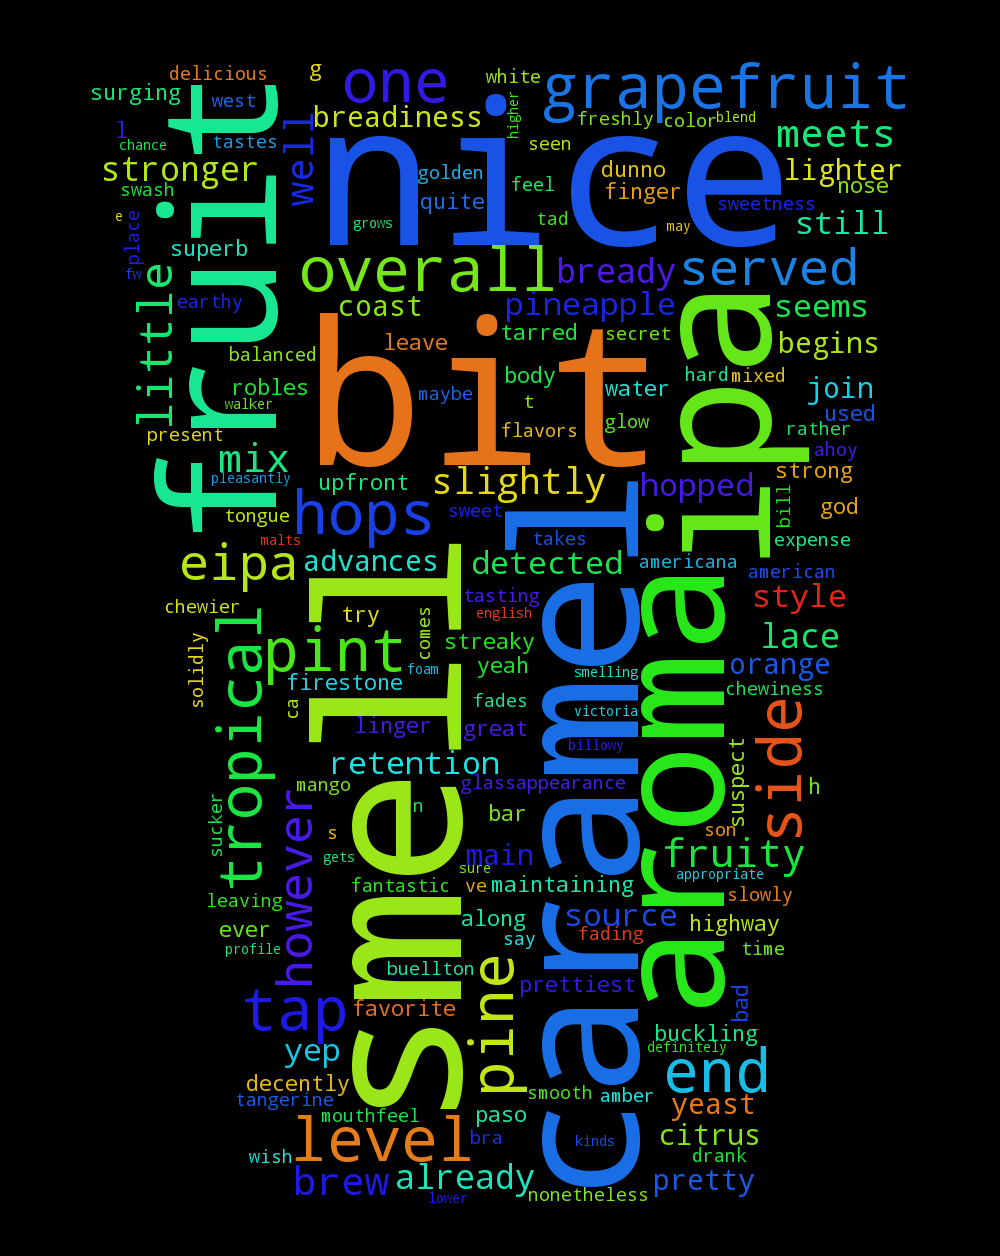 delicious
g
one
white
grapefruit
surging
west
breadiness
higher
freshly
color
blend
l
chance
tastes
well
nice
seen
meets
stronger
fruit
golden
feel
dunno
lighter
swash
quite
finger
nose
e
place
grows
tad
may
sweetness
still
superb
fw
overall
bready
served
little
earthy
coast
pineapple
ipa
seems
balanced
leave
bit
tarred
secret
begins
robles
maybe
body
water
hard
mixed
join
walker
t
glow
used
present
flavors
rather
mix
ahoy
pleasantly
upfront
slightly
hopped
strong
tongue
hops
sweet
caramel
bill
god
malts
takes
expense
eipa
advances
detected
americana
american
chewier
smell
tasting
english
aroma
style
try
comes
solidly
tropical
pint
streaky
lace
firestone
foam
yeah
smelling
orange
ca
fades
victoria
chewiness
linger
great
billowy
side
retention
suspect
mango
glassappearance
h
however
n
bar
sucker
s
son
gets
main
sure
fruity
fantastic
ve
maintaining
appropriate
leaving
slowly
ever
along
source
highway
profile
say
fading
time
buellton
pine
prettiest
bad
tap
favorite
buckling
yep
definitely
decently
end
tangerine
smooth
amber
yeast
mouthfeel
paso
level
bra
kinds
citrus
wish
drank
brew
already
pretty
lower
nonetheless